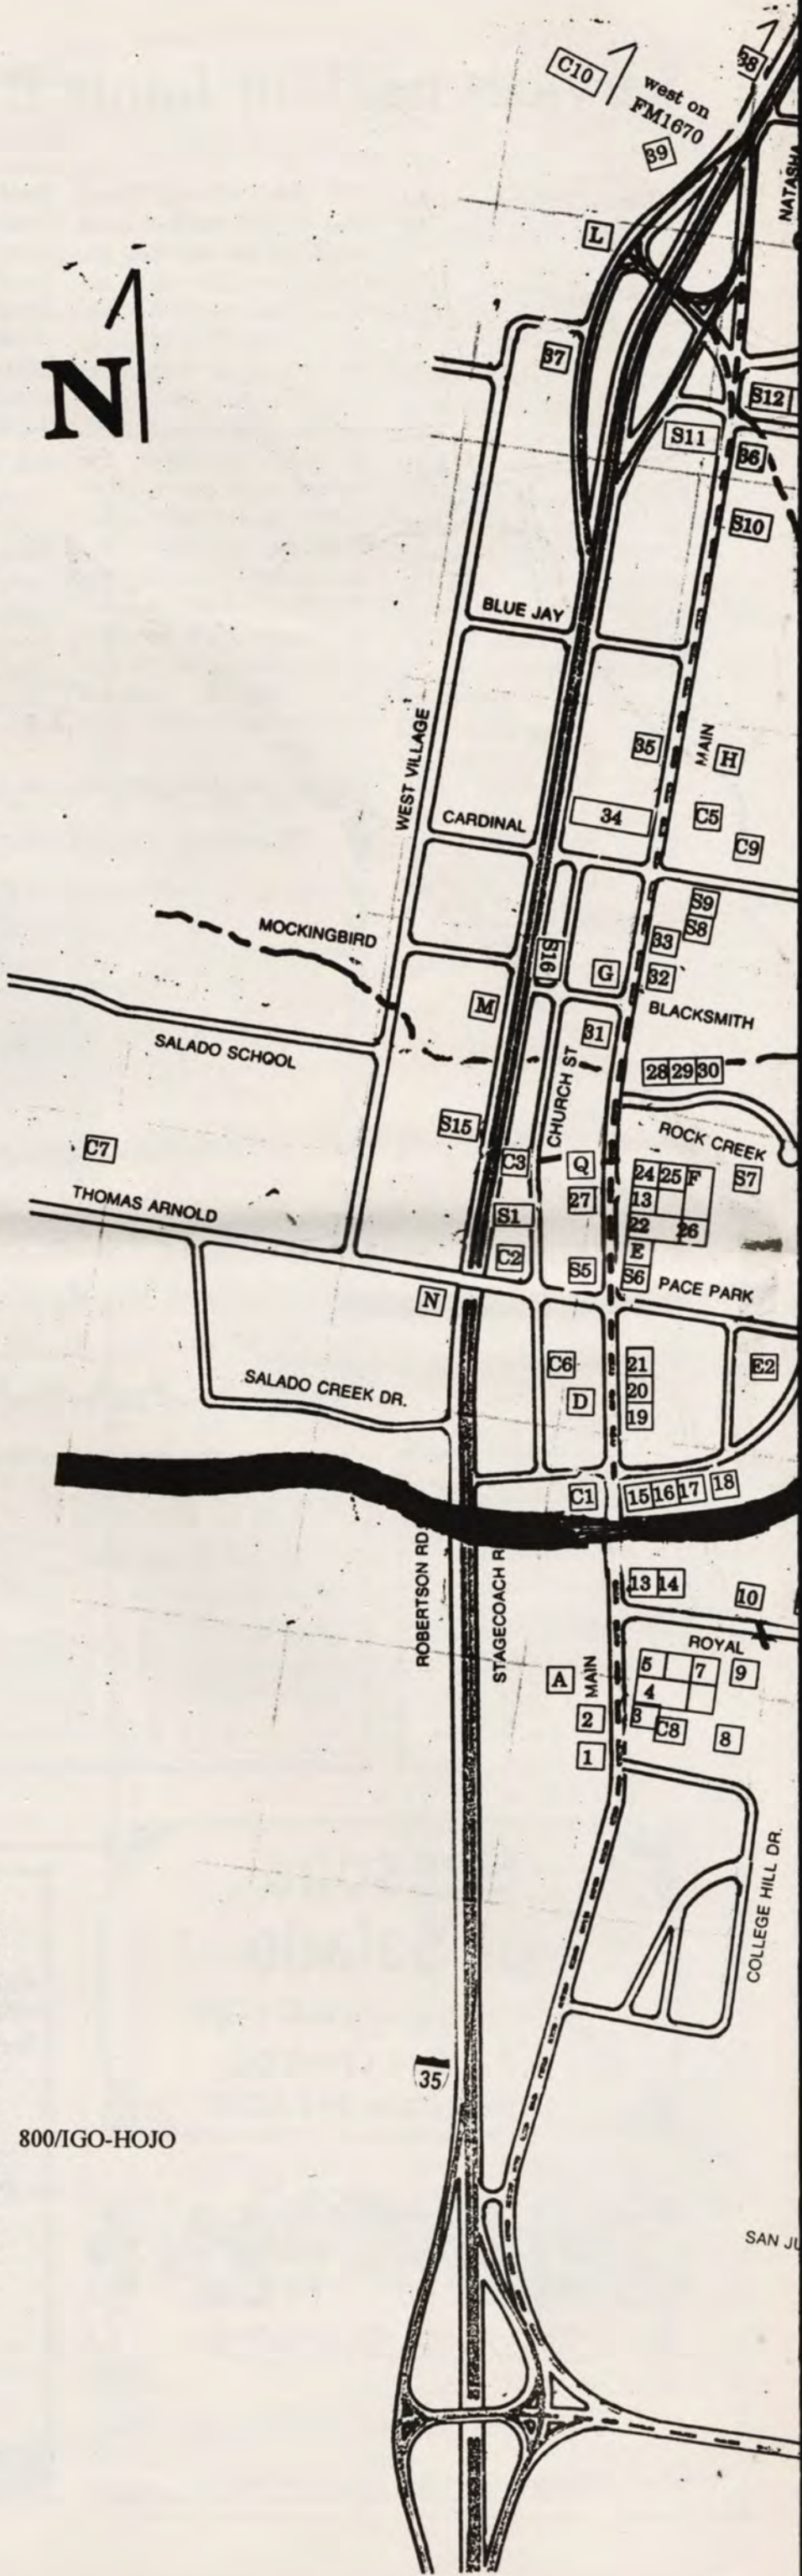 C10
west on
FM1670
38
39
NATASHA
L
N
37
S12
S11
36
S10
BLUE JAY
WEST VILLAGE
35
MAIN
H
34
C5
CARDINAL
C9
S9
S8
33
MOCKINGBIRD
S16
G
32
M
BLACKSMITH
31
SALADO SCHOOL
CHURCH ST
28 29 30
S15
ROCK CREEK
C7
C3
Q
24 25 F
S7
THOMAS ARNOLD
27
13
S1
22 26
E
C2
S5
S6
PACE PARK
N
C6
21
E2
SALADO CREEK DR.
D
20
19
C1
15 16 17 18
ROBERTSON RD.
STAGECOACH R
13 14
10
ROYAL
A
MAIN
5 7
9
4
2
3
C8
8
1
COLLEGE HILL DR.
35
800/IGO-HOJO
SAN JU